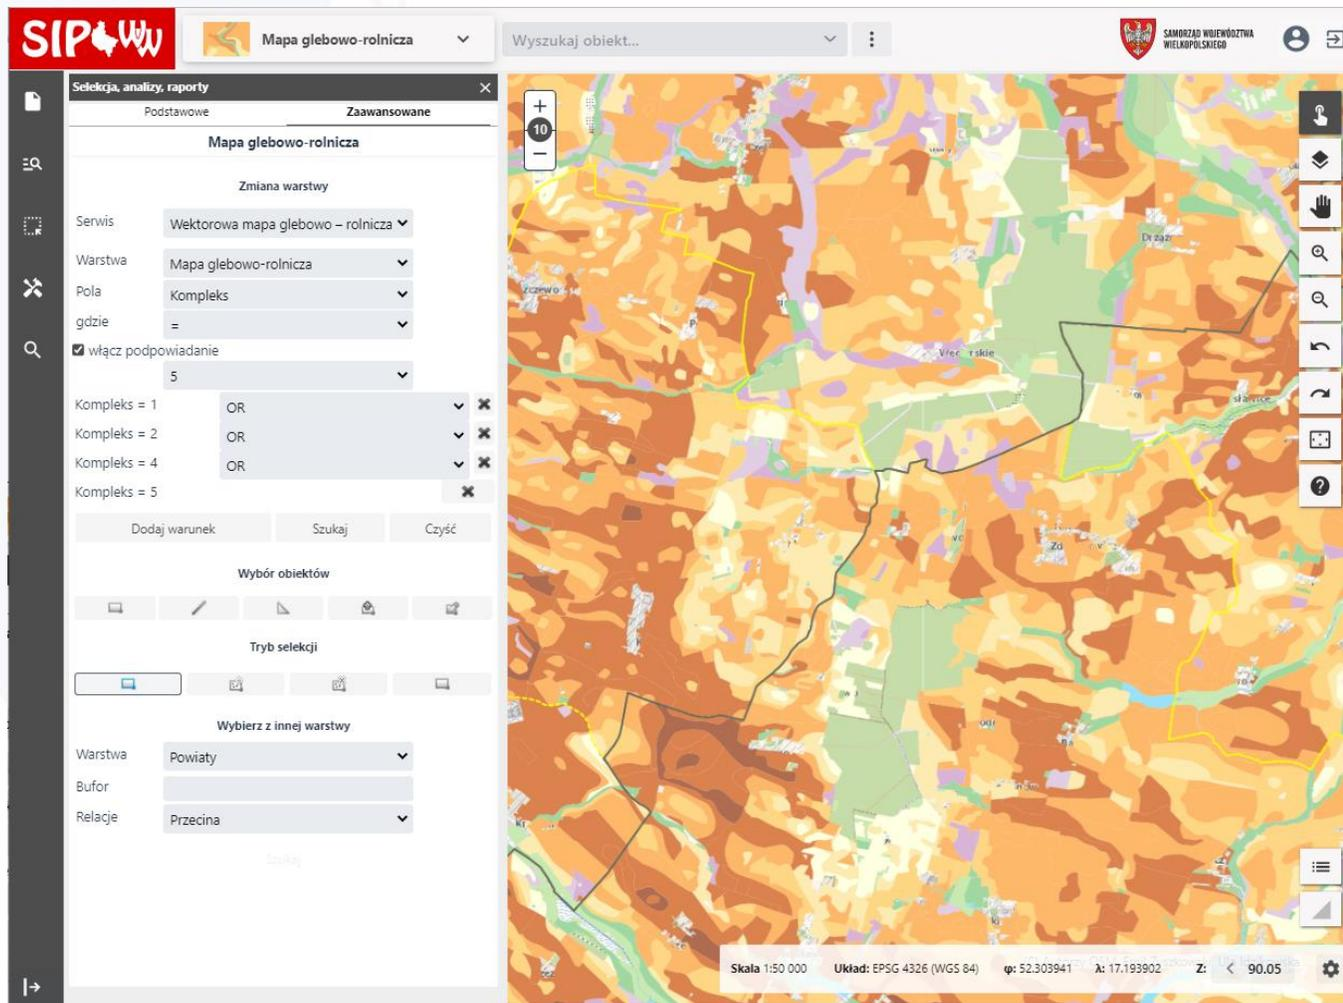 SIPWW
Mapa glebowo-rolnicza
Wyszukaj obiekt...
SAMORZĄD WOJEWÓDZTWA
WIELKOPOLSKIEGO
Selekcja, analizy, raporty
Podstawowe Zaawansowane
Mapa glebowo-rolnicza
Zmiana warstwy
Serwis Wektorowa mapa glebowo – rolnicza
Warstwa Mapa glebowo-rolnicza
Pola Kompleks
gdzie =
włącz podpowiadanie
5
Kompleks = 1 OR
Kompleks = 2 OR
Kompleks = 4 OR
Kompleks = 5
Dodaj warunek Szukaj Czyść
Wybór obiektów
Tryb selekcji
Wybierz z innej warstwy
Warstwa Powiaty
Bufor
Relacje Przecina
Szukaj
+
10
−
Skala 1:50 000 Układ: EPSG 4326 (WGS 84) φ: 52.303941 λ: 17.193902 Z: 90.05